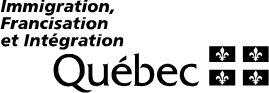 Immigration,
Francisation
et Intégration
Québec